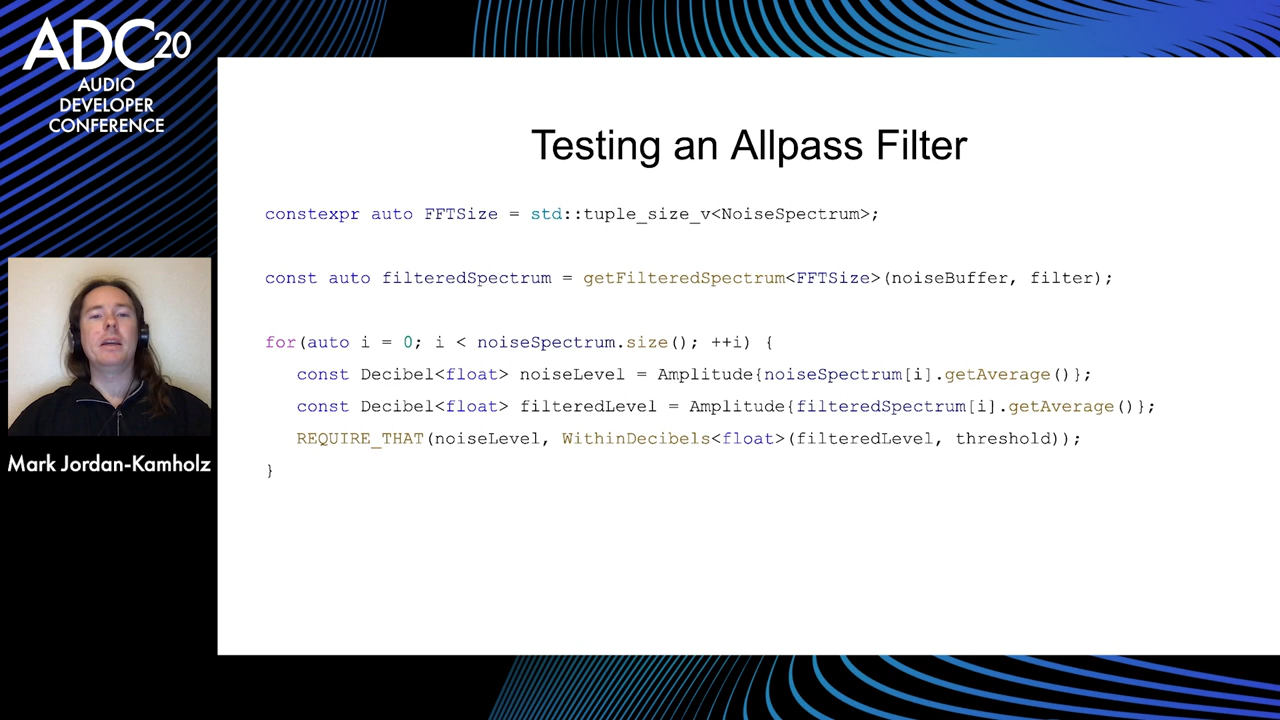 ADC20
AUDIO
DEVELOPER
CONFERENCE
Testing an Allpass Filter
constexpr auto FFTSize = std::tuple_size_v<NoiseSpectrum>;
const auto filteredSpectrum = getFilteredSpectrum<FFTSize>(noiseBuffer, filter);
for(auto i = 0; i < noiseSpectrum.size(); ++i) {
const Decibel<float> noiseLevel = Amplitude{noiseSpectrum[i].getAverage()};
const Decibel<float> filteredLevel = Amplitude{filteredSpectrum[i].getAverage()};
REQUIRE_THAT(noiseLevel, WithinDecibels<float>(filteredLevel, threshold));
}
Mark Jordan-Kamholz